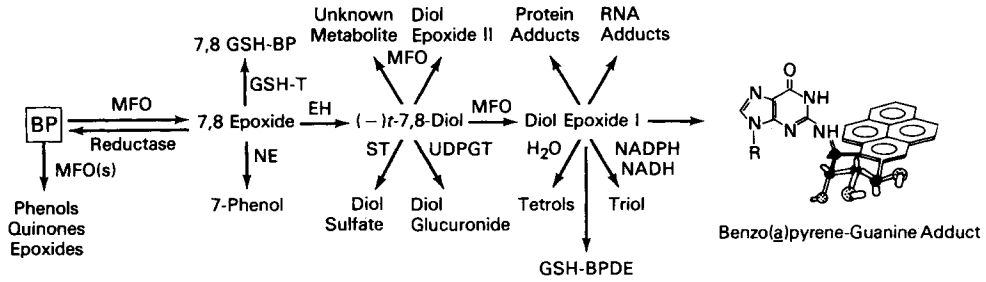 Unknown
Metabolite
Diol
Epoxide II
Protein
Adducts
RNA
Adducts
7,8 GSH-BP
MFO
GSH-T
BP
MFO
Reductase
7,8 Epoxide
EH
(−)t-7,8-Diol
MFO
Diol Epoxide I
MFO(s)
NE
ST
UDPGT
H2O
NADPH
NADH
Phenols
Quinones
Epoxides
7-Phenol
Diol
Sulfate
Diol
Glucuronide
Tetrols
Triol
GSH-BPDE
O
N
NH
N
N
NH
R
Benzo(a)pyrene-Guanine Adduct